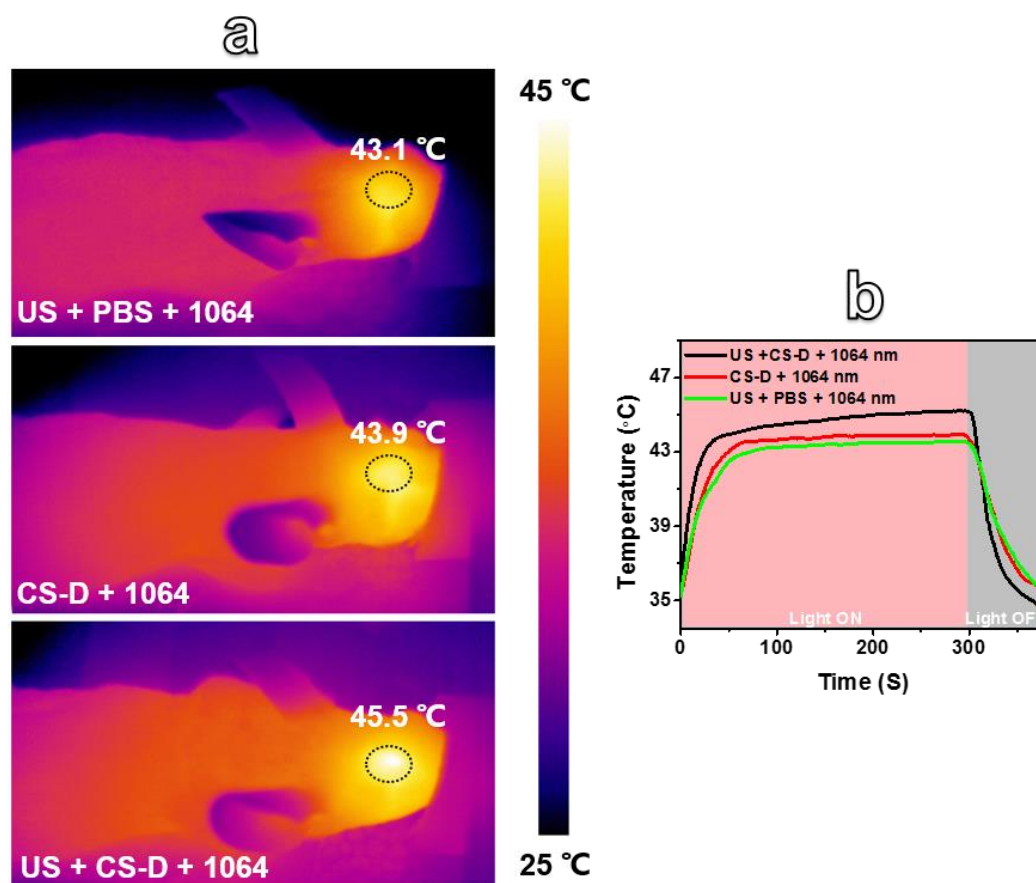 a
43.1 ℃
US + PBS + 1064
43.9 ℃
CS-D + 1064
45.5 ℃
US + CS-D + 1064
45 ℃
25 ℃
b
US +CS-D + 1064 nm
CS-D + 1064 nm
US + PBS + 1064 nm
Temperature (°C)
47
43
39
35
Light ON
Light OF
0 100 200 300
Time (S)